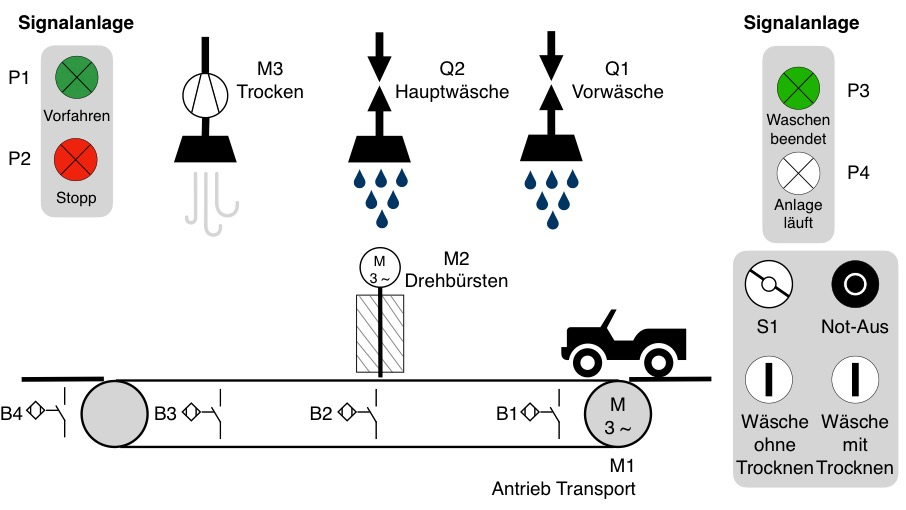 Signalanlage
P1
Vorfahren
P2
Stopp
M3
Trocken
Q2
Hauptwäsche
Q1
Vorwäsche
Signalanlage
P3
Waschen
beendet
P4
Anlage
läuft
M
3 ~
M2
Drehbürsten
S1
Not-Aus
Wäsche
ohne
Trocknen
Wäsche
mit
Trocknen
B4
B3
B2
B1
M
3 ~
M1
Antrieb Transport